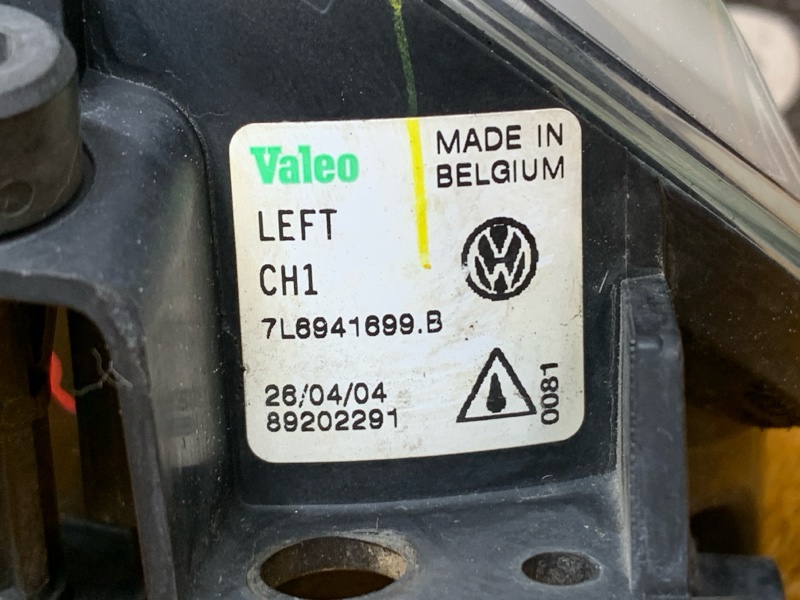 Valeo
MADE IN
BELGIUM
LEFT
CH1
7L6941699.B
26/04/04
89202291
0081